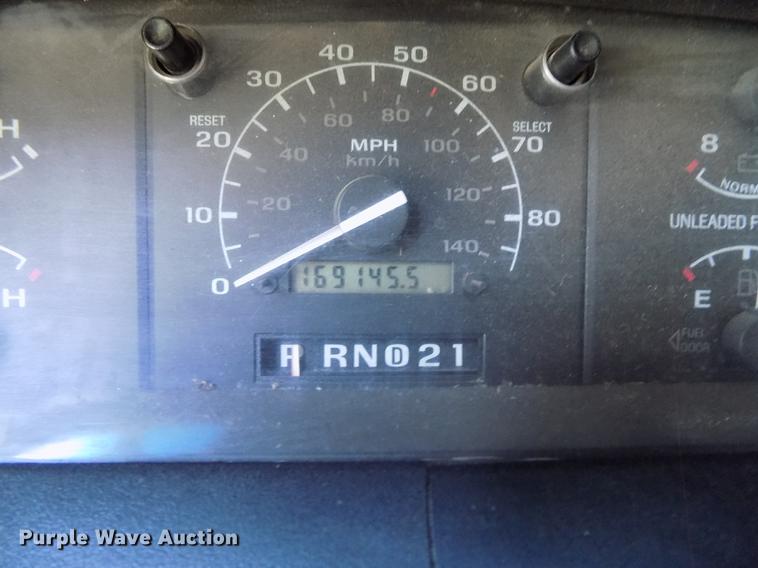 40 50
30 60
H RESET SELECT 8
20 60 80 70
MPH
km/h
40 100
NORM
10 20 120 80
UNLEADED F
140
0 169145.5
H E
FUEL
DOOR
P RND21
Purple Wave Auction